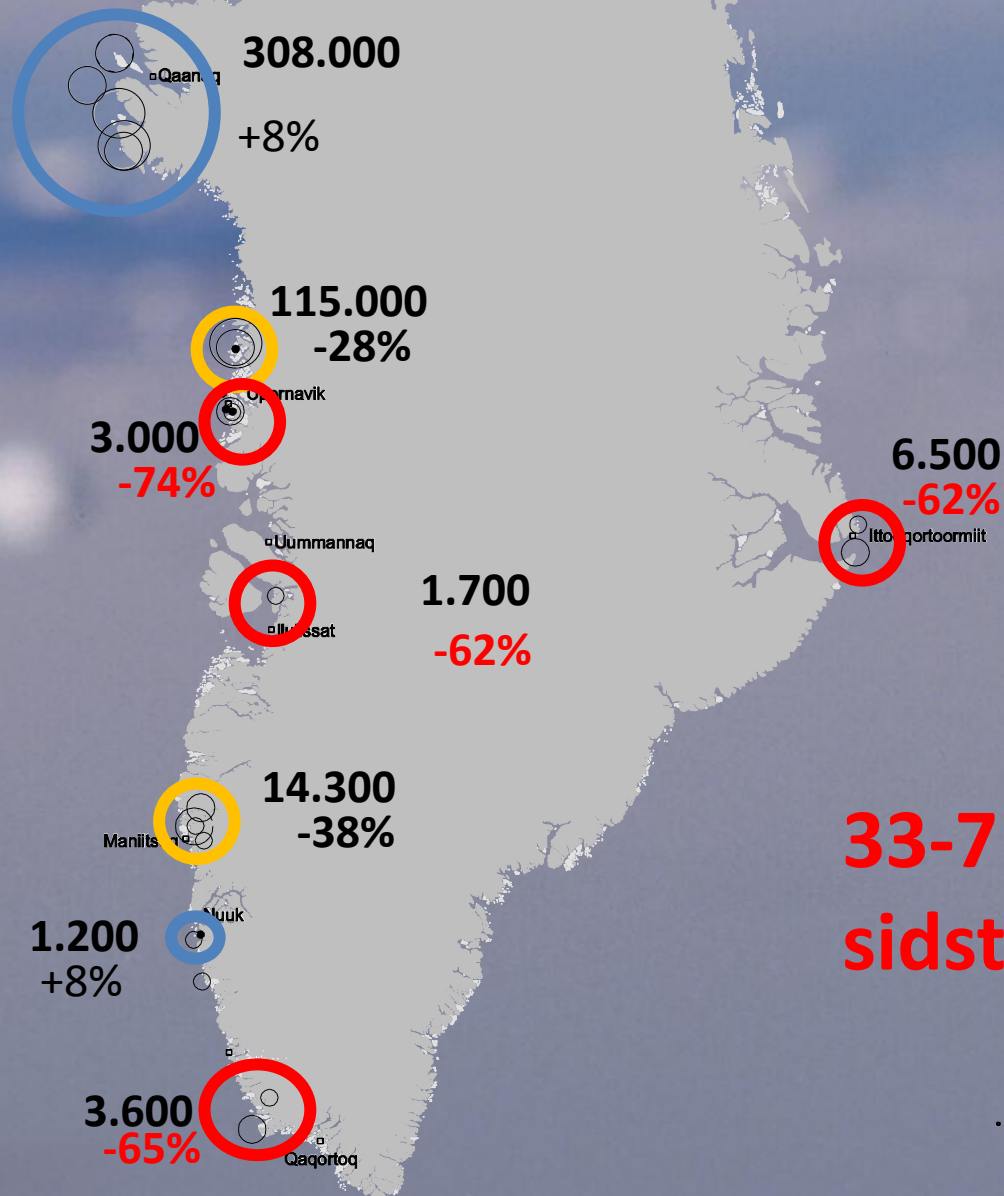 308.000
Qaanaq
+8%
115.000
-28%
Upernavik
3.000
-74%
6.500
-62%
Ittoqqortoormiit
Uummannaq
1.700
Ilulissat
-62%
14.300
-38%
Maniitsoq
33-7
sidst
Nuuk
1.200
+8%
3.600
-65%
Qaqortoq